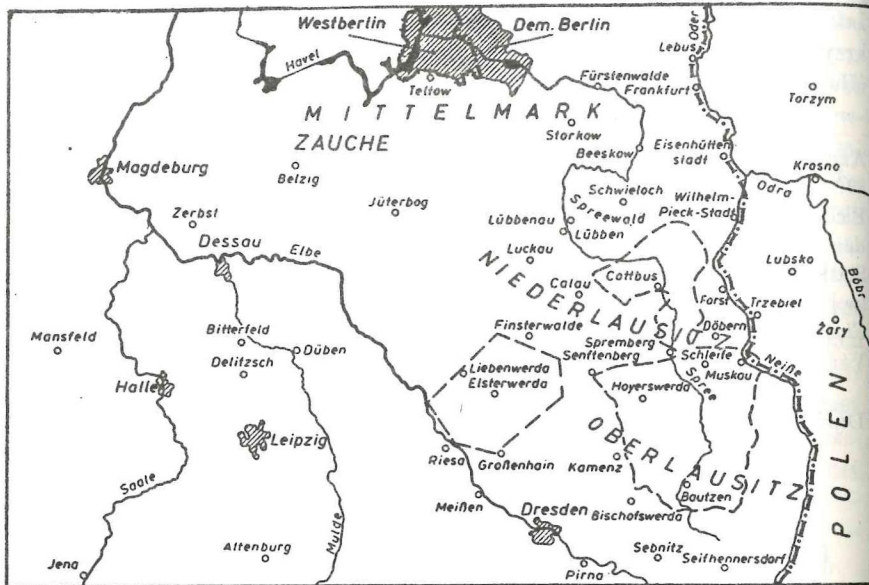 Westberlin
Dem. Berlin
Havel
Teltow
Fürstenwalde
Lebus
Oder
Frankfurt
Torzym
MITTELMARK
ZAUCHE
Storkow
Beeskow
Eisenhütten
stadt
Krosno
Odra
Magdeburg
Belzig
Schwieloch
Wilhelm-
Pieck-Stadt
Jüterbog
Spreewald
Zerbst
Lübbenau
Lübben
Dessau
Elbe
Luckau
Lubsko
Bóbr
NIEDERLAUSITZ
Calau
Cottbus
Forst
Trzebiel
Żary
Mansfeld
Bitterfeld
Finsterwalde
Döbern
Delitzsch
Düben
Spremberg
Senftenberg
Schleife
Neiße
Muskau
Halle
Liebenwerda
Elsterwerda
Hoyerswerda
Spree
POLEN
Leipzig
OBERLAUSITZ
Riesa
Großenhain
Kamenz
Saale
Meißen
Bautzen
Dresden
Bischofswerda
Mulde
Altenburg
Sebnitz
Seifhennersdorf
Jena
Pirna